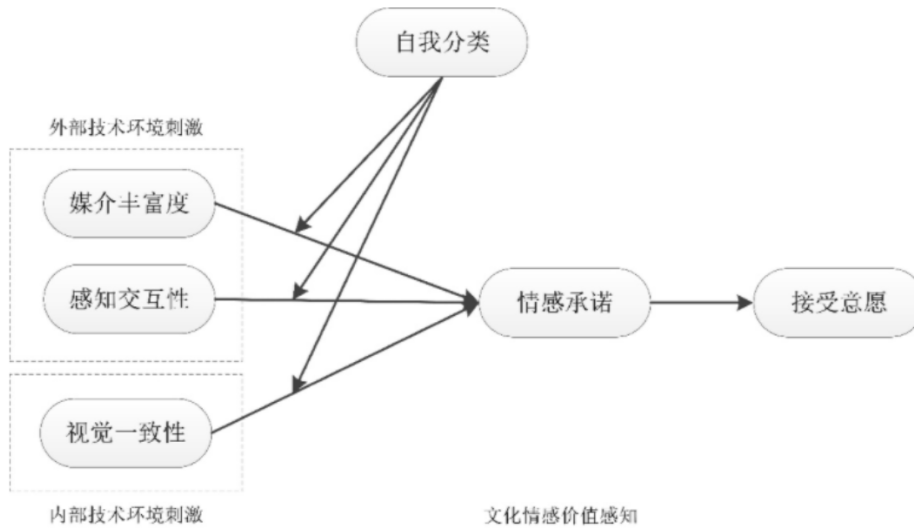 自我分类
外部技术环境刺激
媒介丰富度
感知交互性
情感承诺
接受意愿
视觉一致性
内部技术环境刺激
文化情感价值感知